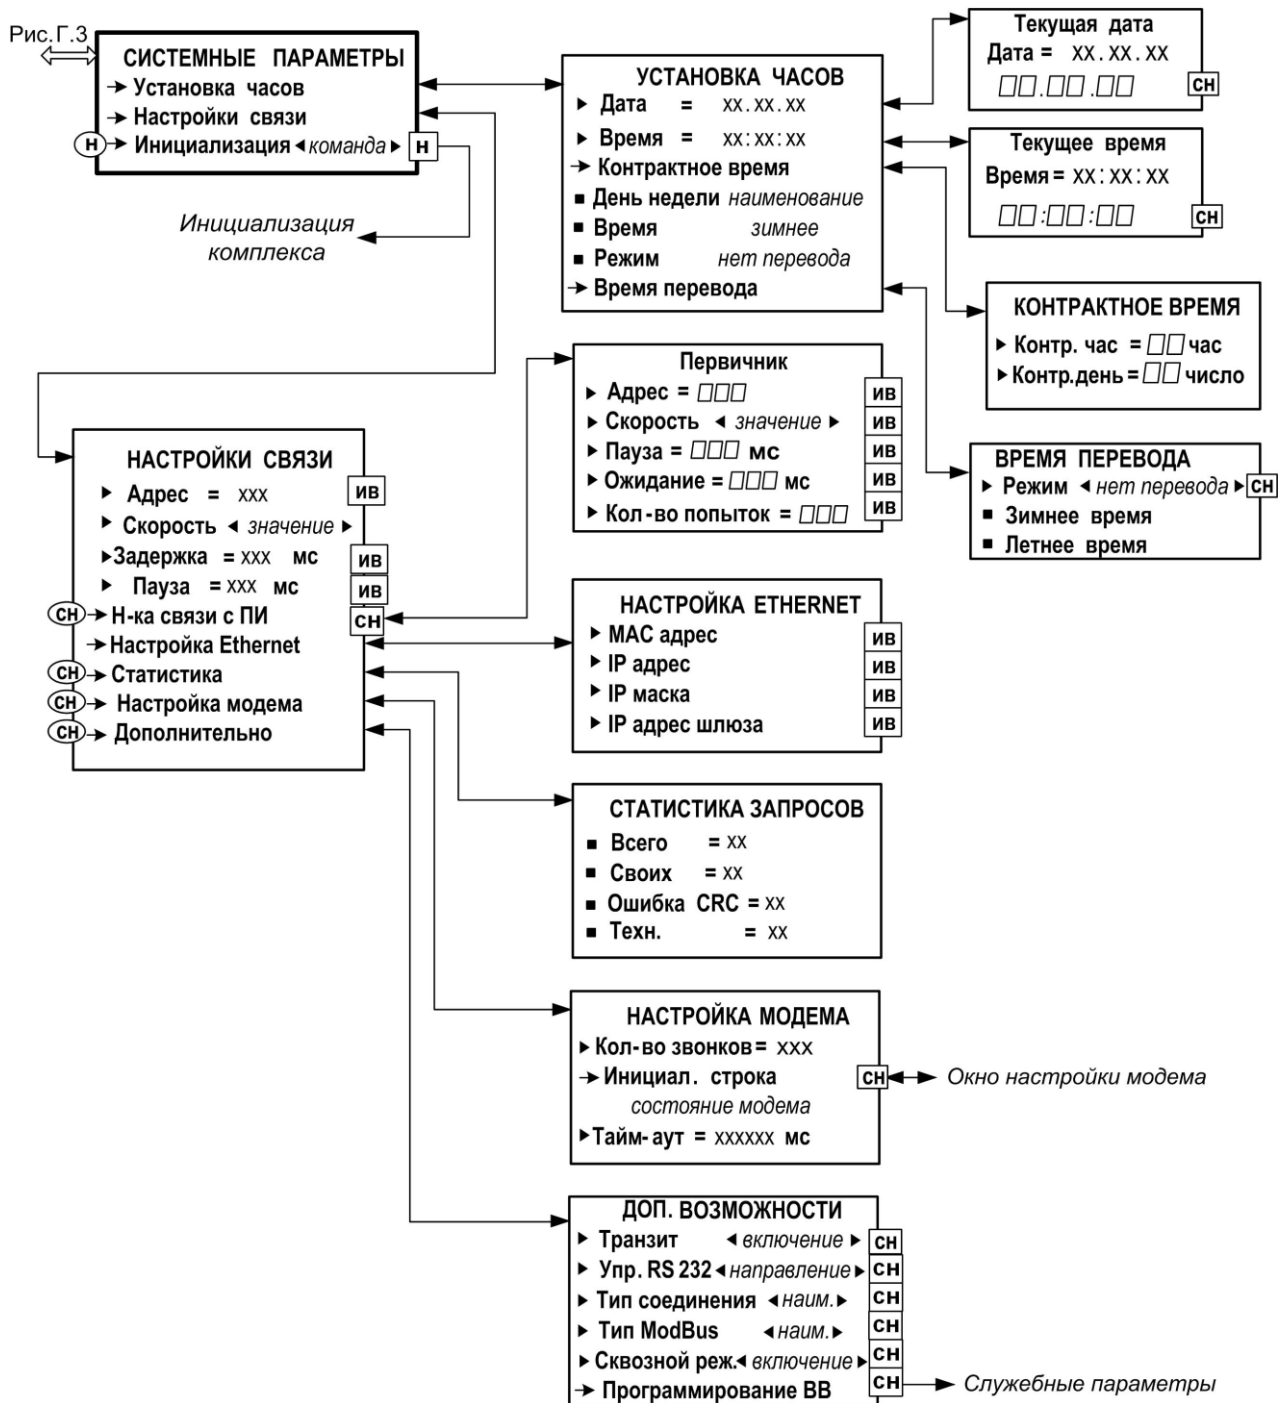 Рис.Г.3
СИСТЕМНЫЕ ПАРАМЕТРЫ
Установка часов
Настройки связи
Н Инициализация ◄команда► Н
Инициализация
комплекса
УСТАНОВКА ЧАСОВ
Дата = xx.xx.xx
Время = xx:xx:xx
Контрактное время
День недели наименование
Время зимнее
Режим нет перевода
Время перевода
Текущая дата
Дата = xx.xx.xx
□□.□□.□□ СН
Текущее время
Время = xx:xx:xx
□□:□□:□□ СН
КОНТРАКТНОЕ ВРЕМЯ
Контр. час = □□ час
Контр.день = □□ число
ВРЕМЯ ПЕРЕВОДА
Режим ◄нет перевода► СН
Зимнее время
Летнее время
Первичник
Адрес = □□□ ИВ
Скорость ◄ значение ► ИВ
Пауза = □□□ мс ИВ
Ожидание = □□□ мс ИВ
Кол-во попыток = □□□ ИВ
НАСТРОЙКИ СВЯЗИ
Адрес = xxx ИВ
Скорость ◄ значение ►
Задержка = xxx мс ИВ
Пауза = xxx мс ИВ
СН Н-ка связи с ПИ СН
Настройка Ethernet
СН Статистика
СН Настройка модема
СН Дополнительно
НАСТРОЙКА ETHERNET
МАС адрес ИВ
IP адрес ИВ
IP маска ИВ
IP адрес шлюза ИВ
СТАТИСТИКА ЗАПРОСОВ
Всего = xx
Своих = xx
Ошибка CRC = xx
Техн. = xx
НАСТРОЙКА МОДЕМА
Кол-во звонков = xxx
Инициал. строка СН Окно настройки модема
состояние модема
Тайм-аут = xxxxxx мс
ДОП. ВОЗМОЖНОСТИ
Транзит ◄ включение ► СН
Упр. RS 232 ◄ направление ► СН
Тип соединения ◄ наим. ► СН
Тип ModBus ◄ наим. ► СН
Сквозной реж. ◄ включение ► СН
Программирование ВВ СН Служебные параметры